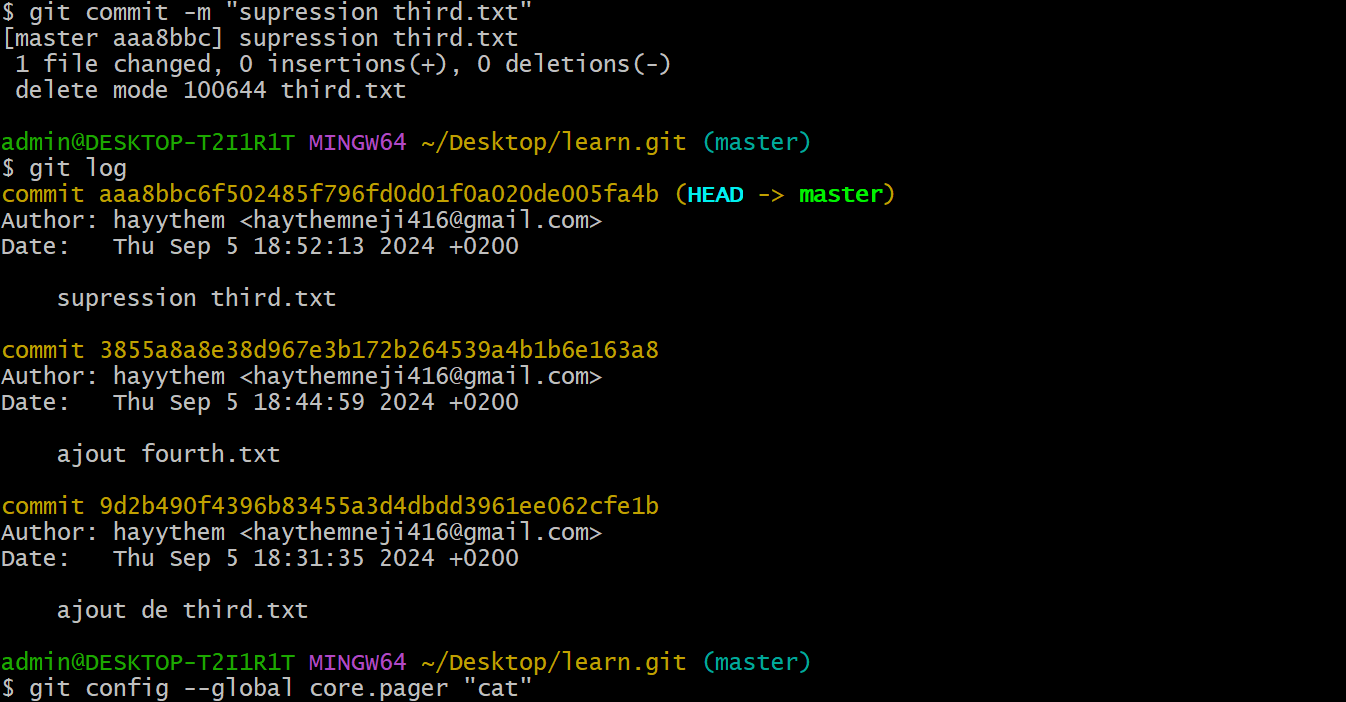 $ git commit -m "supression third.txt"
[master aaa8bbc] supression third.txt
 1 file changed, 0 insertions(+), 0 deletions(-)
 delete mode 100644 third.txt

admin@DESKTOP-T2I1R1T MINGW64 ~/Desktop/learn.git (master)
$ git log
commit aaa8bbc6f502485f796fd0d01f0a020de005fa4b (HEAD -> master)
Author: hayythem <haythemneji416@gmail.com>
Date:   Thu Sep 5 18:52:13 2024 +0200

    supression third.txt

commit 3855a8a8e38d967e3b172b264539a4b1b6e163a8
Author: hayythem <haythemneji416@gmail.com>
Date:   Thu Sep 5 18:44:59 2024 +0200

    ajout fourth.txt

commit 9d2b490f4396b83455a3d4dbdd3961ee062cfe1b
Author: hayythem <haythemneji416@gmail.com>
Date:   Thu Sep 5 18:31:35 2024 +0200

    ajout de third.txt

admin@DESKTOP-T2I1R1T MINGW64 ~/Desktop/learn.git (master)
$ git config --global core.pager "cat"